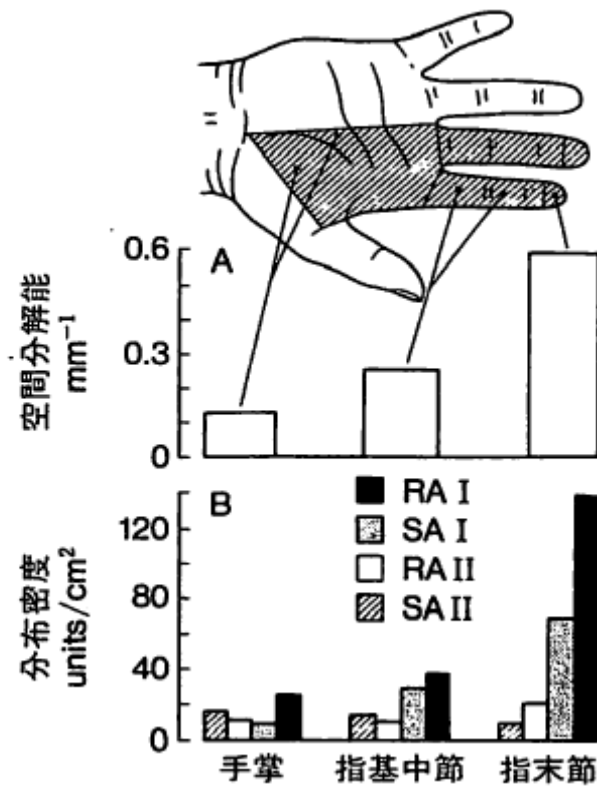 A
0.6
0.3
0
空間分解能
mm⁻¹
B
RA I
SA I
RA II
SA II
120
80
40
0
分布密度
units/cm²
手掌
指基中節
指末節